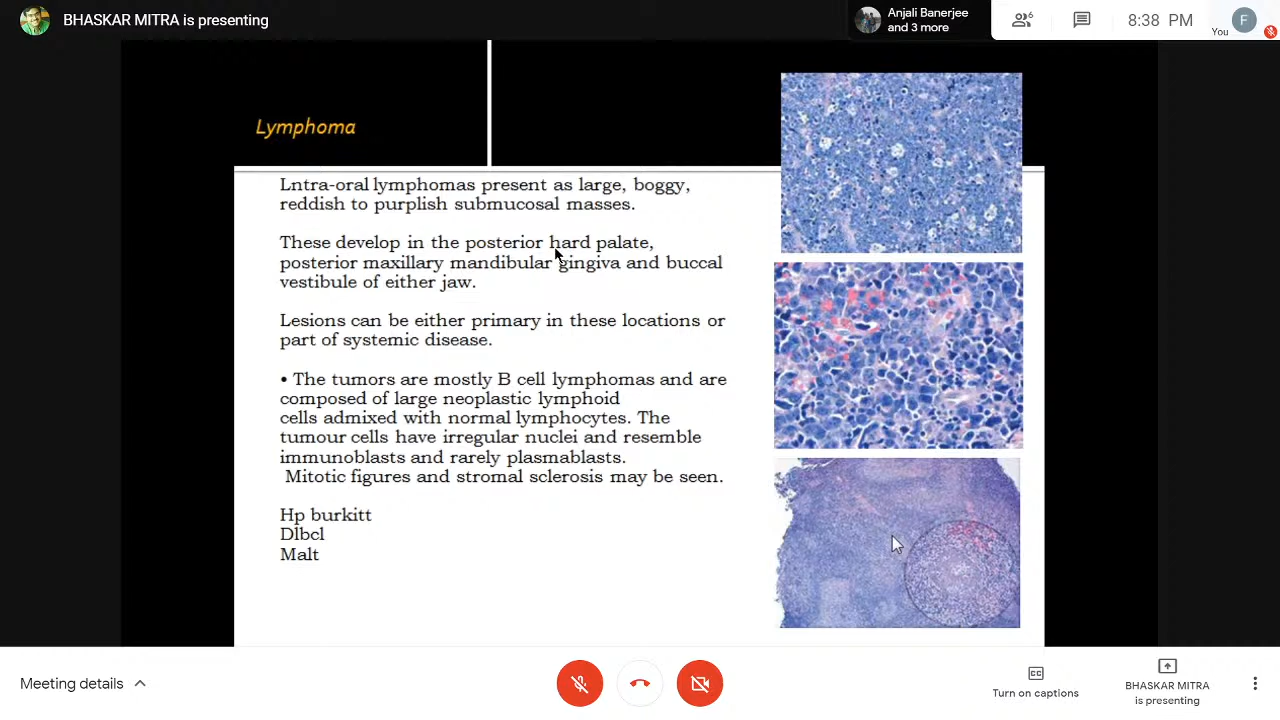 BHASKAR MITRA is presenting
Anjali Banerjee
and 3 more
6
8:38 PM
You
F
Lymphoma
Lntra-oral lymphomas present as large, boggy,
reddish to purplish submucosal masses.
These develop in the posterior hard palate,
posterior maxillary mandibular gingiva and buccal
vestibule of either jaw.
Lesions can be either primary in these locations or
part of systemic disease.
• The tumors are mostly B cell lymphomas and are
composed of large neoplastic lymphoid
cells admixed with normal lymphocytes. The
tumour cells have irregular nuclei and resemble
immunoblasts and rarely plasmablasts.
Mitotic figures and stromal sclerosis may be seen.
Hp burkitt
Dlbcl
Malt
Meeting details
CC
Turn on captions
BHASKAR MITRA
is presenting